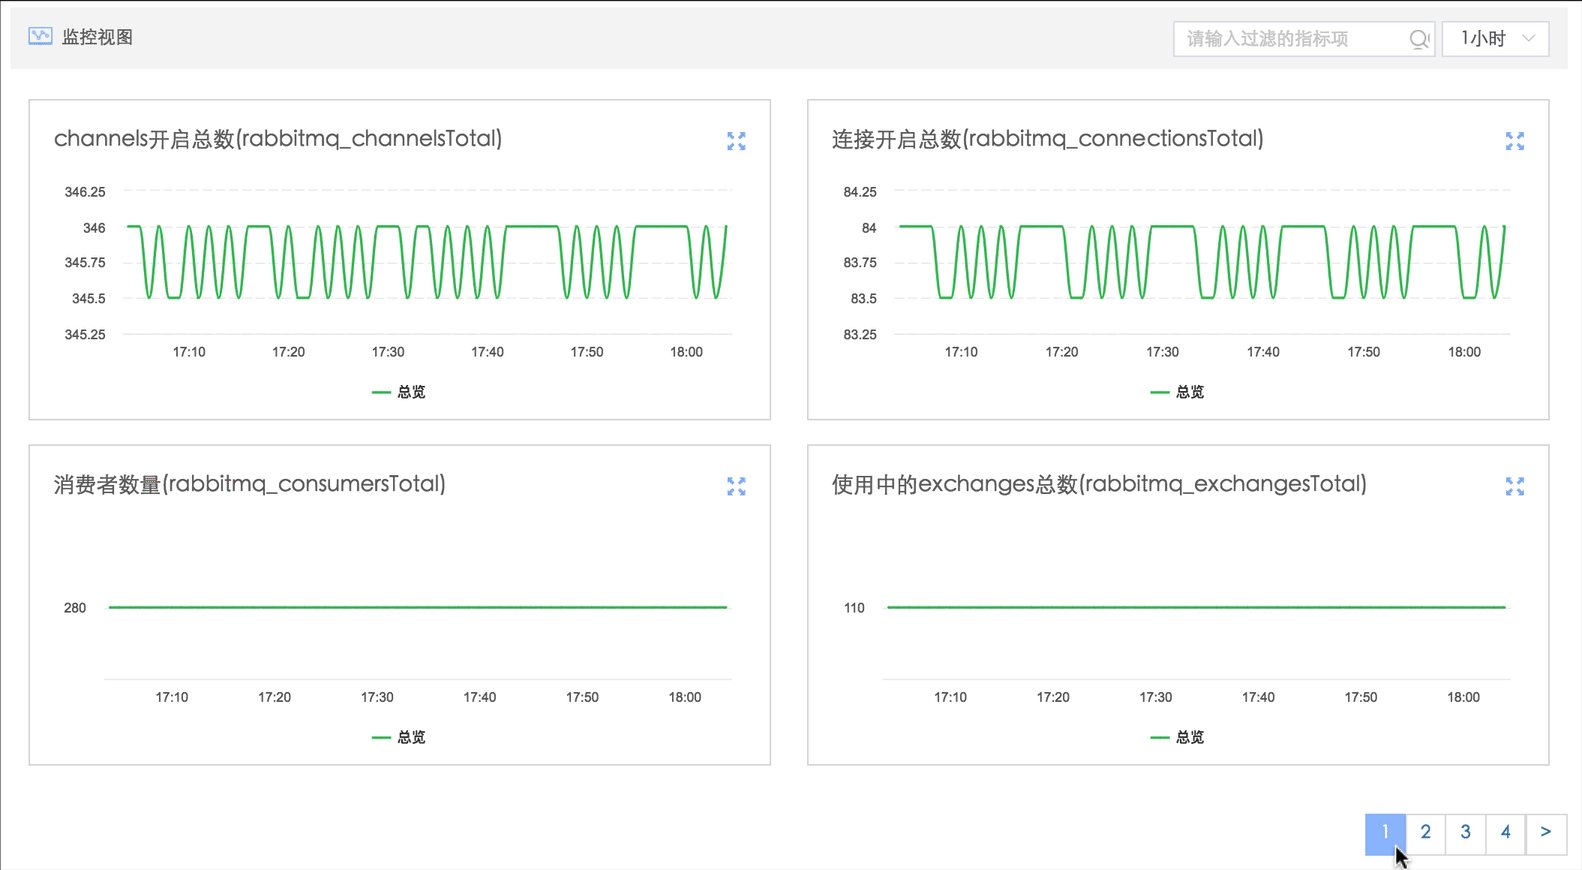 监控视图
请输入过滤的指标项
1小时
channels开启总数(rabbitmq_channelsTotal)
346.25
346
345.75
345.5
345.25
17:10 17:20 17:30 17:40 17:50 18:00
总览
连接开启总数(rabbitmq_connectionsTotal)
84.25
84
83.75
83.5
83.25
17:10 17:20 17:30 17:40 17:50 18:00
总览
消费者数量(rabbitmq_consumersTotal)
280
17:10 17:20 17:30 17:40 17:50 18:00
总览
使用中的exchanges总数(rabbitmq_exchangesTotal)
110
17:10 17:20 17:30 17:40 17:50 18:00
总览
1 2 3 4 >